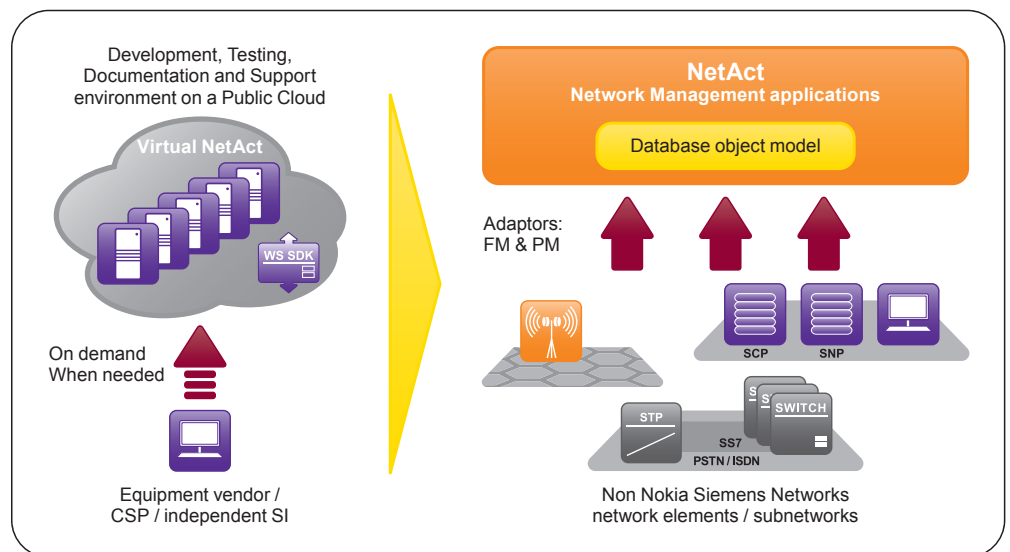 Development, Testing,
Documentation and Support
environment on a Public Cloud
Virtual NetAct
WS SDK
On demand
When needed
Equipment vendor /
CSP / independent SI
NetAct
Network Management applications
Database object model
Adaptors:
FM & PM
SCP
SNP
STP
S
S
SWITCH
SS7
PSTN / ISDN
Non Nokia Siemens Networks
network elements / subnetworks